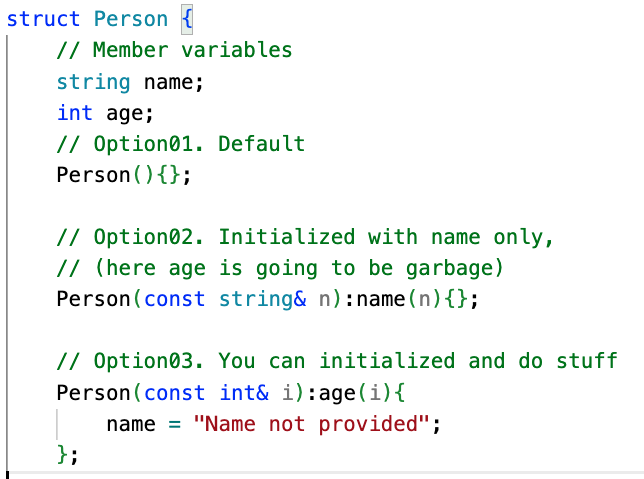 struct Person {
    // Member variables
    string name;
    int age;
    // Option01. Default
    Person(){};

    // Option02. Initialized with name only,
    // (here age is going to be garbage)
    Person(const string& n):name(n){};

    // Option03. You can initialized and do stuff
    Person(const int& i):age(i){
        name = "Name not provided";
    };